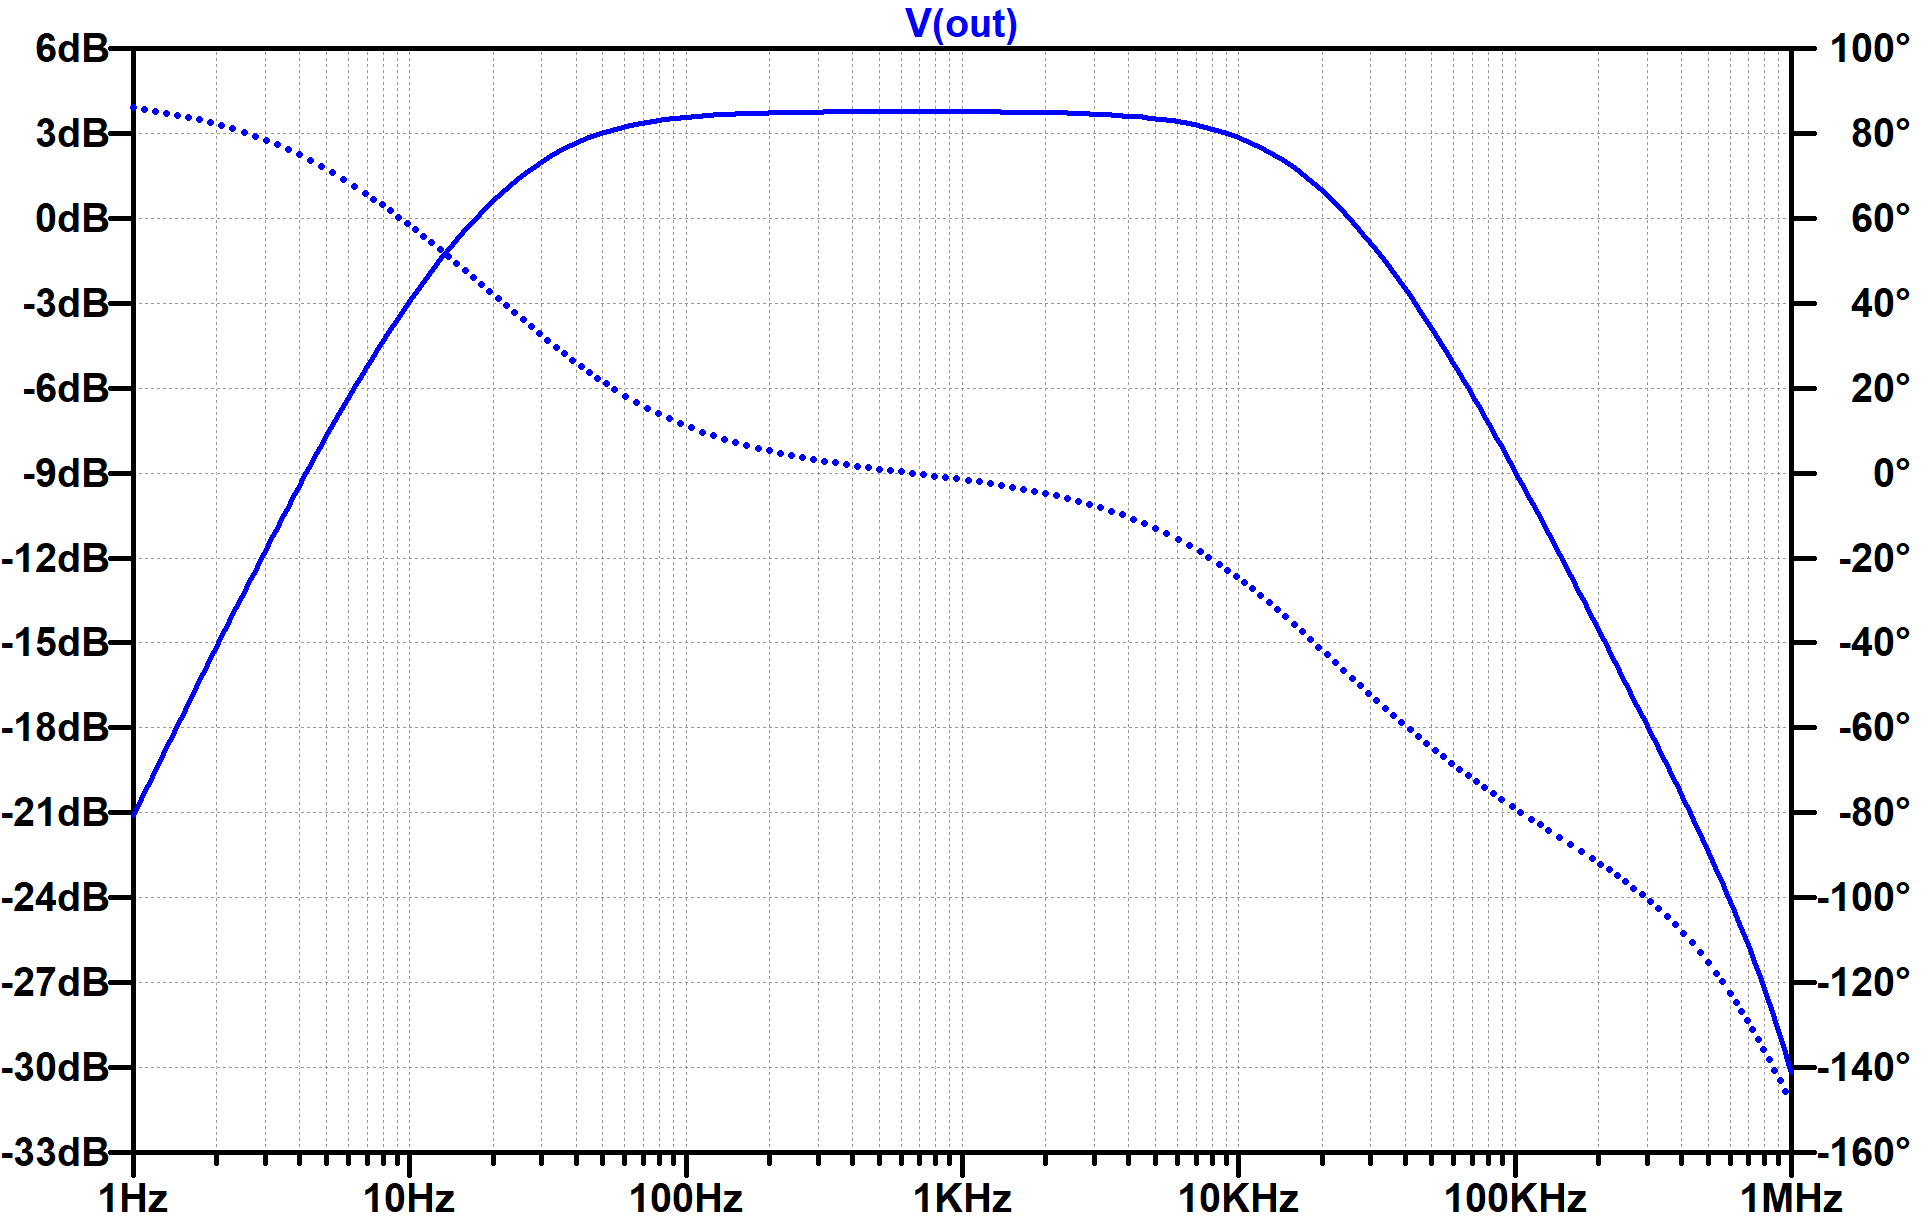 V(out)
6dB
3dB
0dB
-3dB
-6dB
-9dB
-12dB
-15dB
-18dB
-21dB
-24dB
-27dB
-30dB
-33dB
100°
80°
60°
40°
20°
0°
-20°
-40°
-60°
-80°
-100°
-120°
-140°
-160°
1Hz 10Hz 100Hz 1KHz 10KHz 100KHz 1MHz